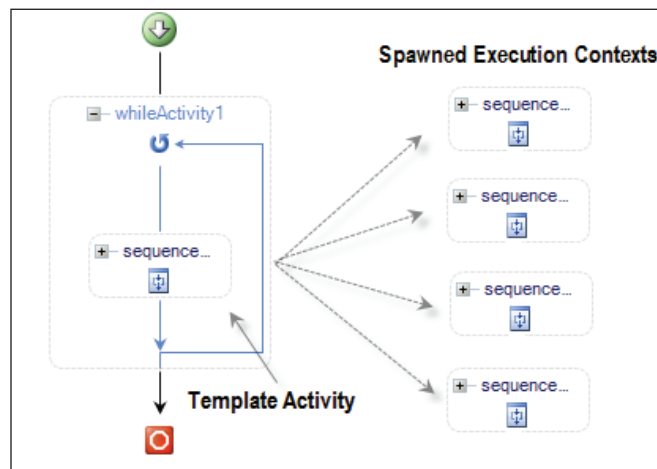 Spawned Execution Contexts
whileActivity1
sequence...
Template Activity
sequence...
sequence...
sequence...
sequence...